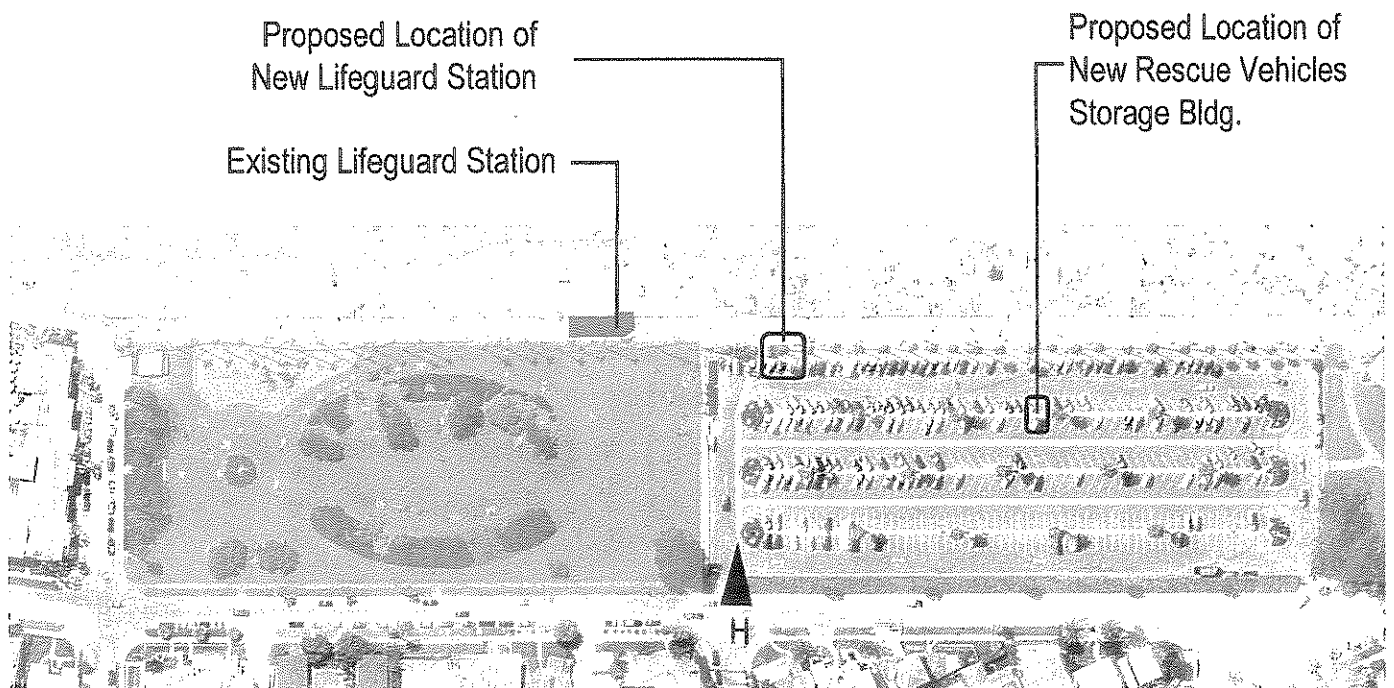 Proposed Location of
New Lifeguard Station
Existing Lifeguard Station
Proposed Location of
New Rescue Vehicles
Storage Bldg.
H